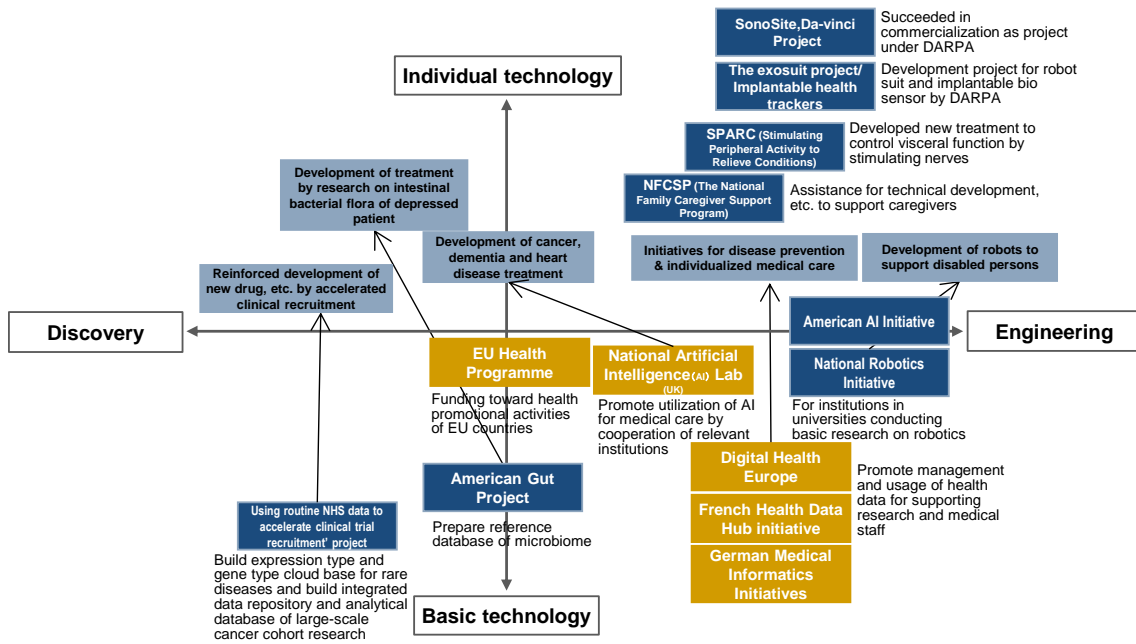 SonoSite,Da-vinci
Project
Succeeded in
commercialization as project
under DARPA
Individual technology
The exosuit project/
Implantable health
trackers
Development project for robot
suit and implantable bio
sensor by DARPA
SPARC (Stimulating
Peripheral Activity to
Relieve Conditions)
Developed new treatment to
control visceral function by
stimulating nerves
Development of treatment
by research on intestinal
bacterial flora of depressed
patient
NFCSP (The National
Family Caregiver Support
Program)
Assistance for technical development,
etc. to support caregivers
Development of cancer,
dementia and heart
disease treatment
Initiatives for disease prevention
& individualized medical care
Development of robots to
support disabled persons
Reinforced development of
new drug, etc. by accelerated
clinical recruitment
Discovery
American AI Initiative
Engineering
EU Health
Programme
National Artificial
Intelligence(AI) Lab
(UK)
National Robotics
Initiative
Funding toward health
promotional activities
of EU countries
Promote utilization of AI
for medical care by
cooperation of relevant
institutions
For institutions in
universities conducting
basic research on robotics
American Gut
Project
Digital Health
Europe
Promote management
and usage of health
data for supporting
research and medical
staff
Using routine NHS data to
accelerate clinical trial
recruitment' project
Prepare reference
database of microbiome
French Health Data
Hub initiative
Build expression type and
gene type cloud base for rare
diseases and build integrated
data repository and analytical
database of large-scale
cancer cohort research
German Medical
Informatics
Initiatives
Basic technology